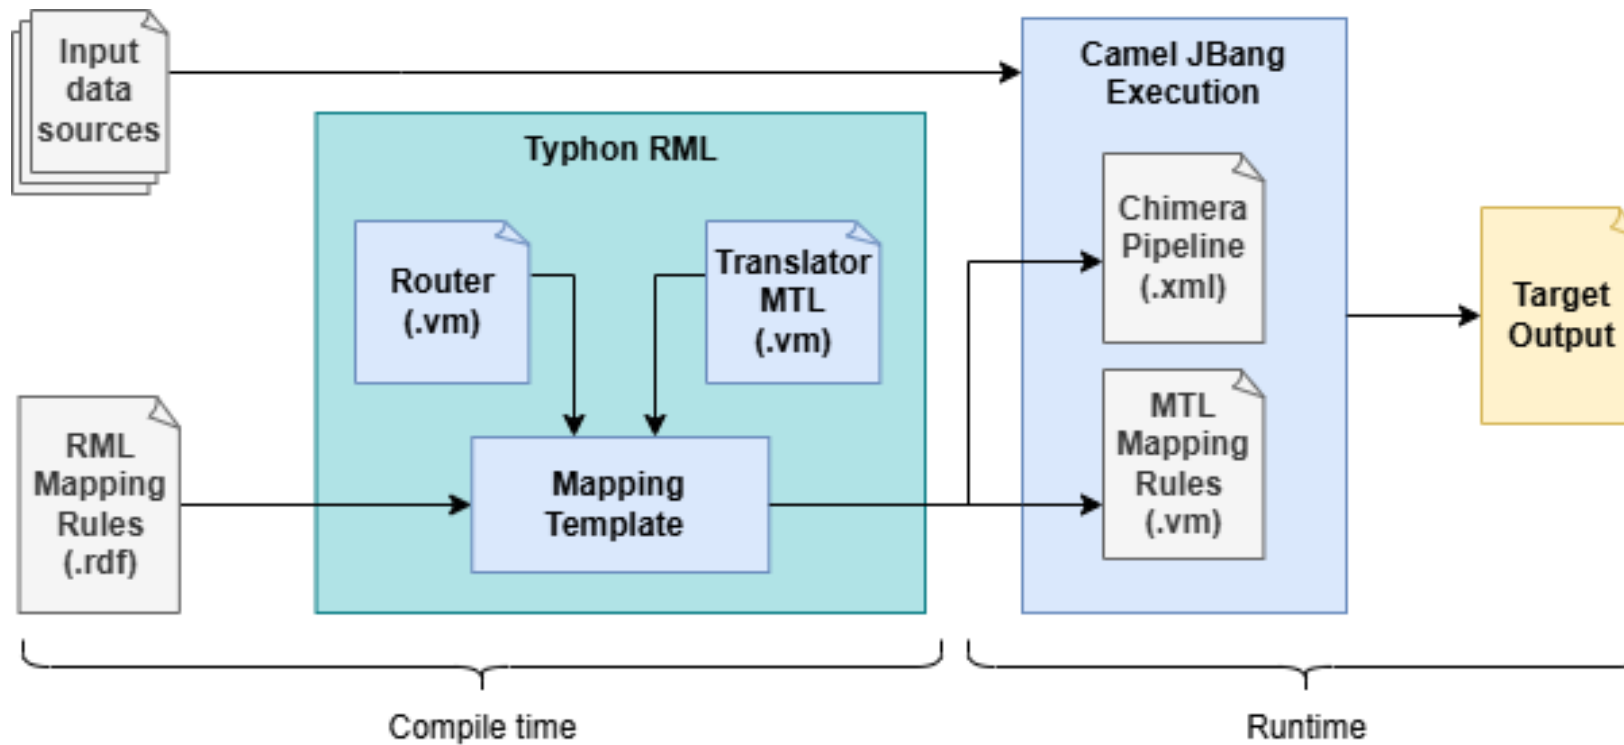 Input
data
sources
Camel JBang
Execution
Typhon RML
Router
(.vm)
Translator
MTL
(.vm)
Chimera
Pipeline
(.xml)
Target
Output
RML
Mapping
Rules
(.rdf)
Mapping
Template
MTL
Mapping
Rules
(.vm)
Compile time
Runtime